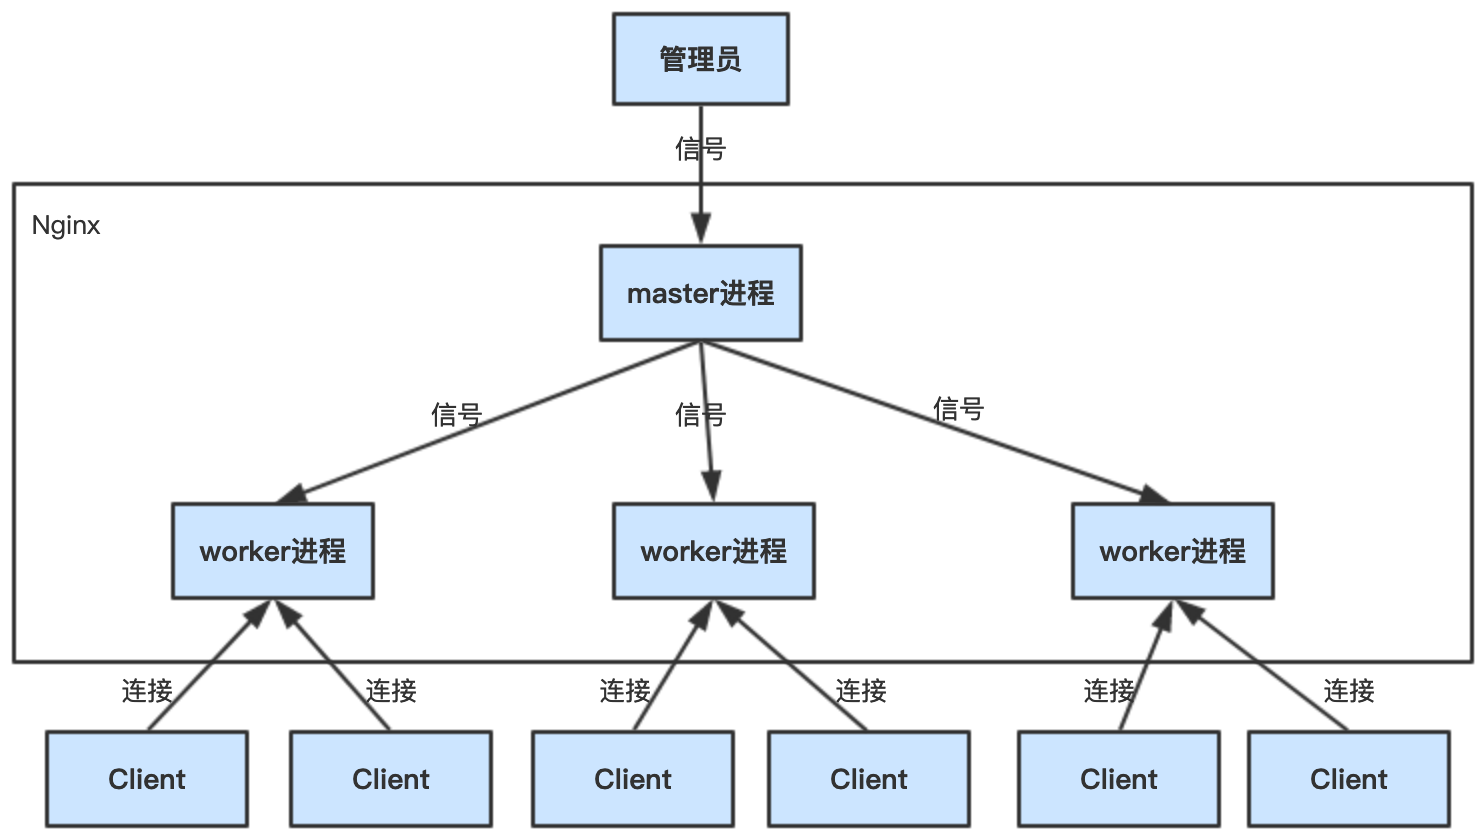 管理员
信号
Nginx
master进程
信号
信号
信号
worker进程
worker进程
worker进程
连接
连接
连接
连接
连接
连接
Client
Client
Client
Client
Client
Client